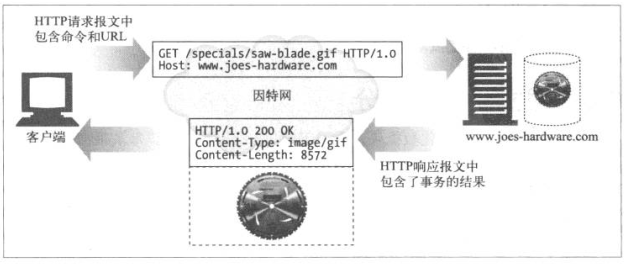 HTTP请求报文中
包含命令和URL
GET /specials/saw-blade.gif HTTP/1.0
Host: www.joes-hardware.com
因特网
客户端
www.joes-hardware.com
HTTP/1.0 200 OK
Content-Type: image/gif
Content-Length: 8572
HTTP响应报文中
包含了事务的结果